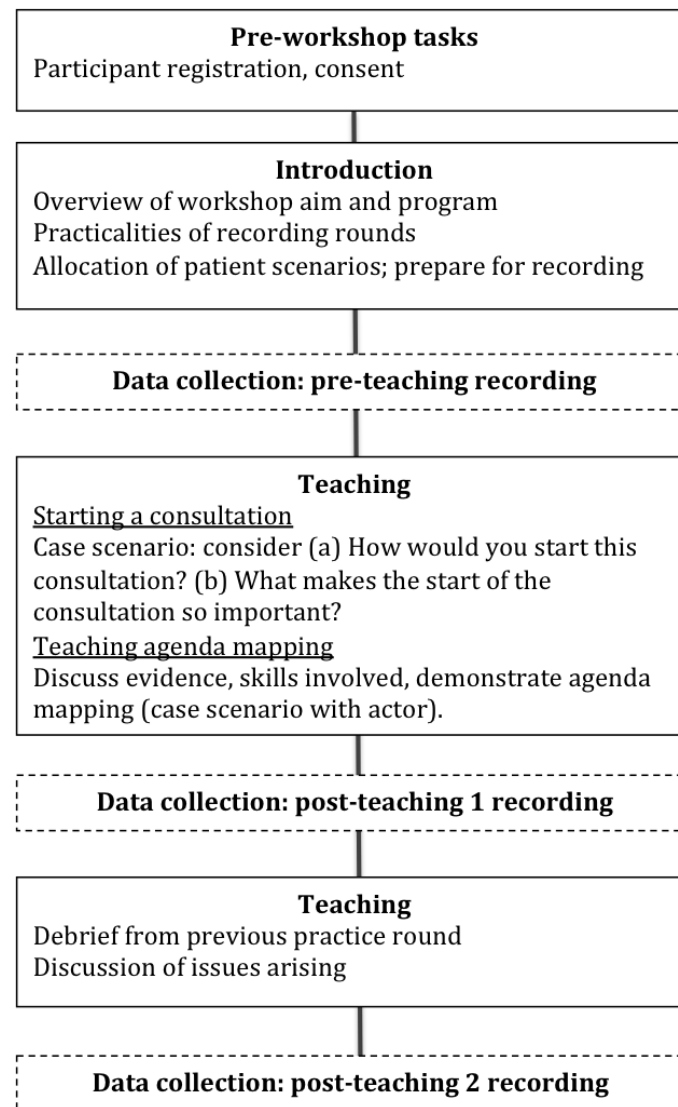 Pre-workshop tasks
Participant registration, consent
Introduction
Overview of workshop aim and program
Practicalities of recording rounds
Allocation of patient scenarios; prepare for recording
Data collection: pre-teaching recording
Teaching
Starting a consultation
Case scenario: consider (a) How would you start this
consultation? (b) What makes the start of the
consultation so important?
Teaching agenda mapping
Discuss evidence, skills involved, demonstrate agenda
mapping (case scenario with actor).
Data collection: post-teaching 1 recording
Teaching
Debrief from previous practice round
Discussion of issues arising
Data collection: post-teaching 2 recording